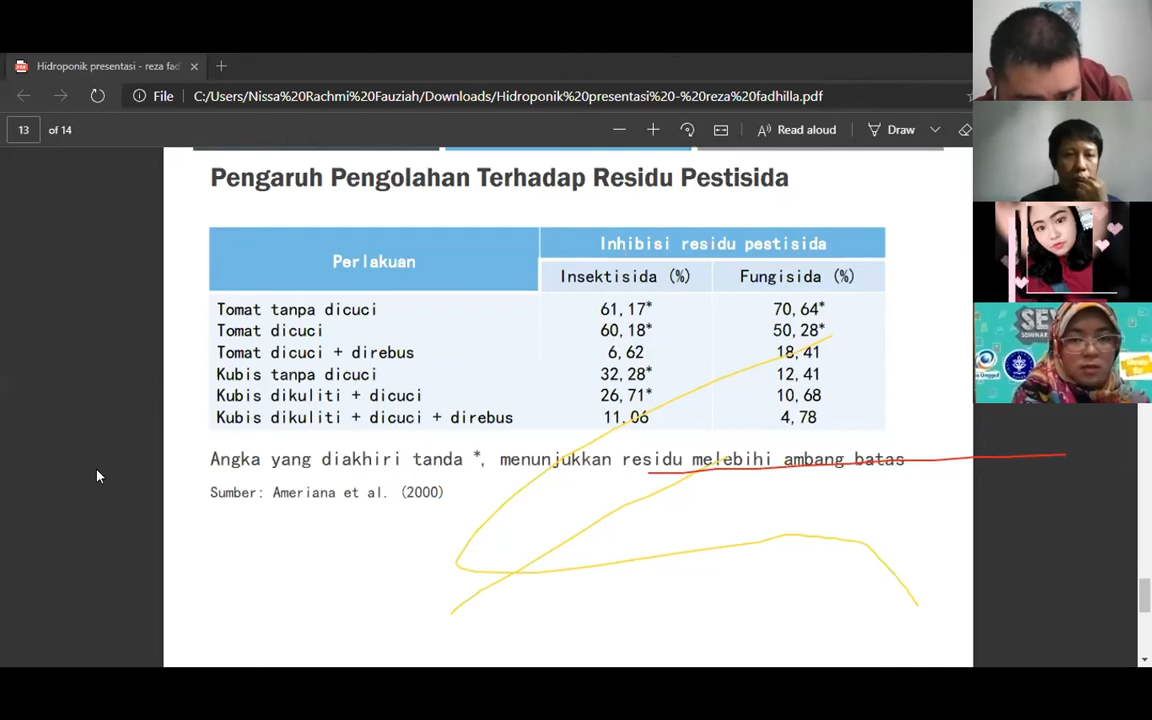 Hidroponik presentasi - reza fad
File C:/Users/Nissa%20Rachmi%20Fauziah/Downloads/Hidroponik%20presentasi%20-%20reza%20fadhilla.pdf
13 of 14 Read aloud Draw
Pengaruh Pengolahan Terhadap Residu Pestisida
Perlakuan Inhibisi residu pestisida
Insektisida (%) Fungisida (%)
Tomat tanpa dicuci 61,17* 70,64*
Tomat dicuci 60,18* 50,28*
Tomat dicuci + direbus 6,62 18,41
Kubis tanpa dicuci 32,28* 12,41
Kubis dikuliti + dicuci 26,71* 10,68
Kubis dikuliti + dicuci + direbus 11,06 4,78
Angka yang diakhiri tanda *, menunjukkan residu melebihi ambang batas
Sumber: Ameriana et al. (2000)